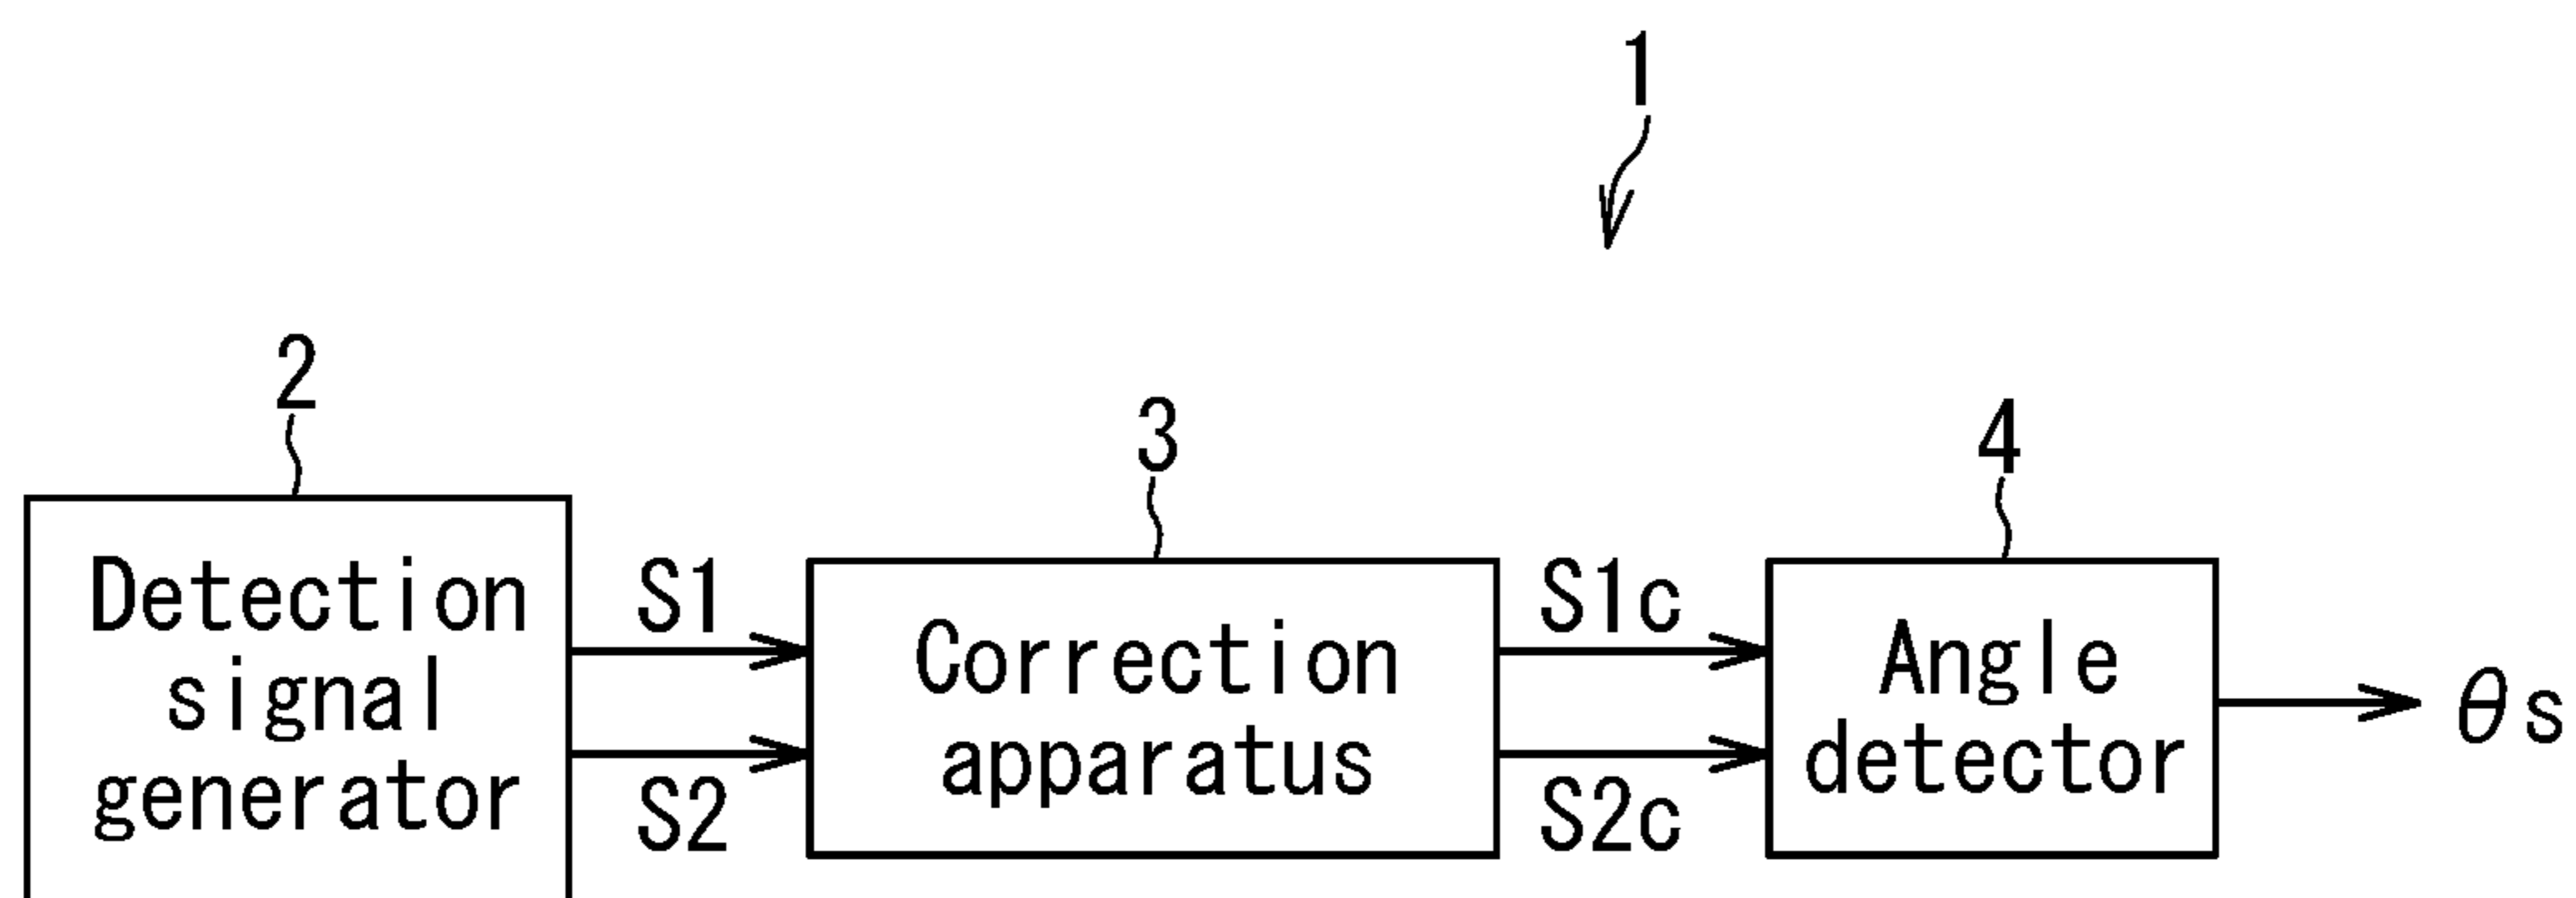 1
2
3
4
Detection
signal
generator
S1
S2
Correction
apparatus
S1c
S2c
Angle
detector
θs